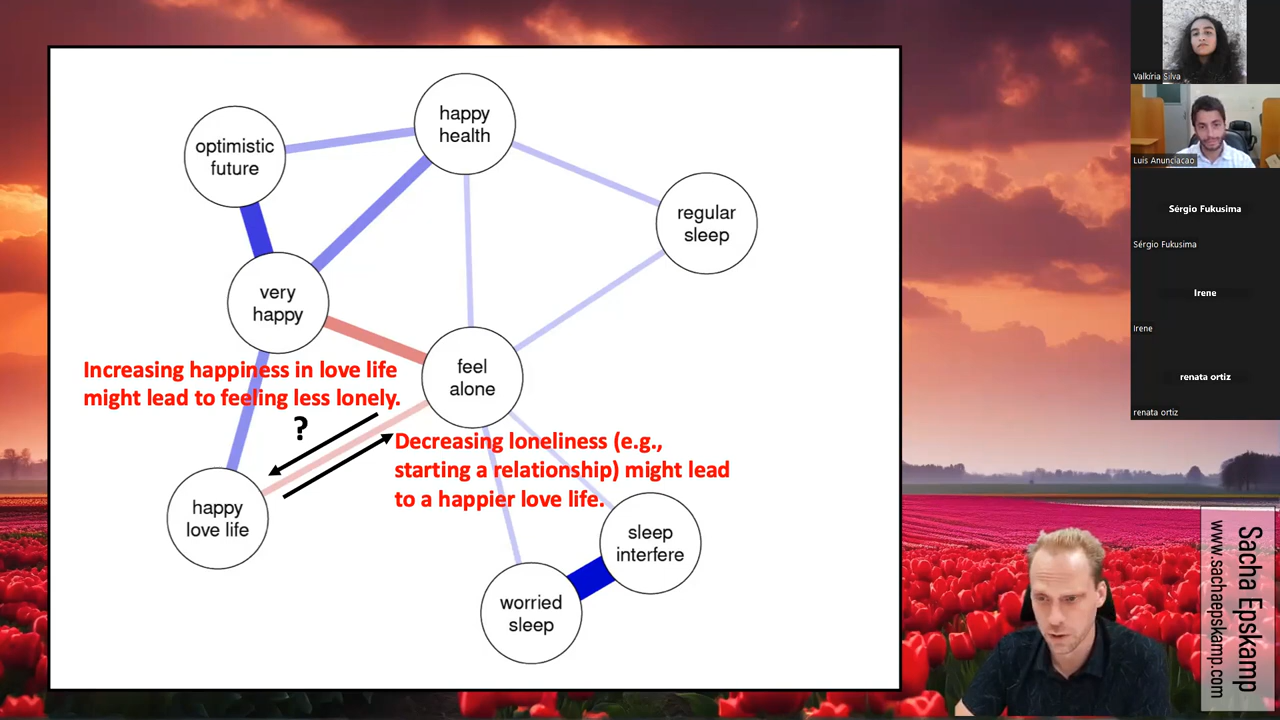 happy
health
optimistic
future
regular
sleep
very
happy
feel
alone
Increasing happiness in love life
might lead to feeling less lonely.
?
Decreasing loneliness (e.g.,
starting a relationship) might lead
to a happier love life.
happy
love life
sleep
interfere
worried
sleep
Valkíria Silva
Luis Anunciacao
Sérgio Fukusima
Sérgio Fukusima
Irene
Irene
renata ortiz
renata ortiz
Sacha Epskamp
www.sachaepskamp.com